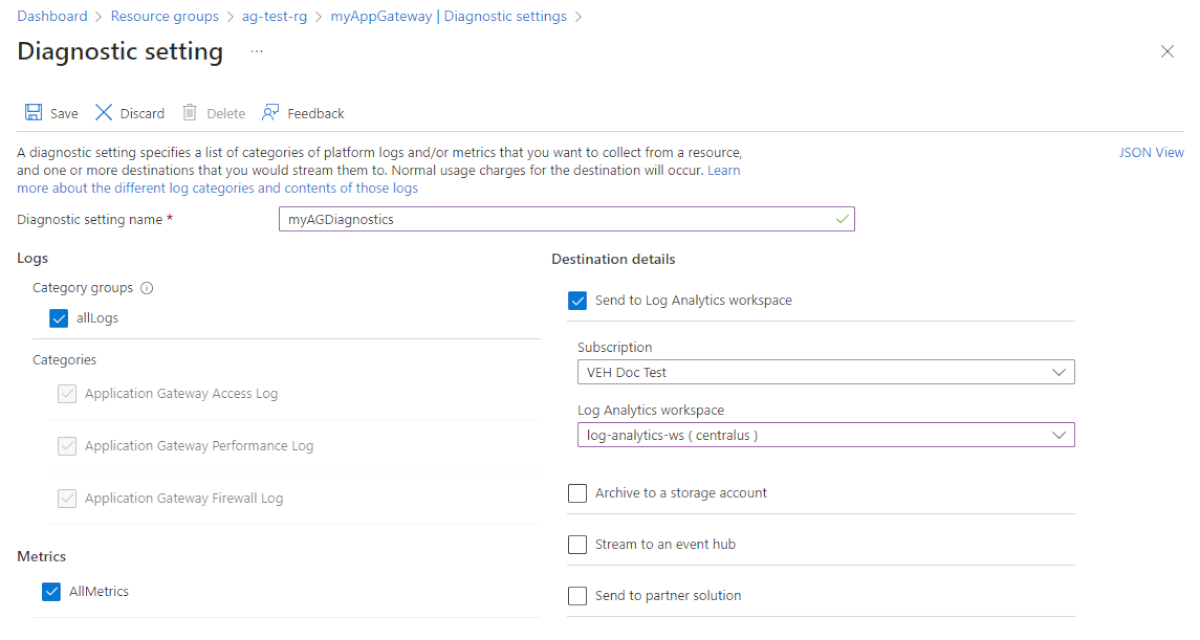 Dashboard > Resource groups > ag-test-rg > myAppGateway | Diagnostic settings >
Diagnostic setting ...
Save Discard Delete Feedback
A diagnostic setting specifies a list of categories of platform logs and/or metrics that you want to collect from a resource,
and one or more destinations that you would stream them to. Normal usage charges for the destination will occur. Learn
more about the different log categories and contents of those logs
JSON View
Diagnostic setting name *
myAGDiagnostics
Logs
Category groups
allLogs
Categories
Application Gateway Access Log
Application Gateway Performance Log
Application Gateway Firewall Log
Metrics
AllMetrics
Destination details
Send to Log Analytics workspace
Subscription
VEH Doc Test
Log Analytics workspace
log-analytics-ws ( centralus )
Archive to a storage account
Stream to an event hub
Send to partner solution